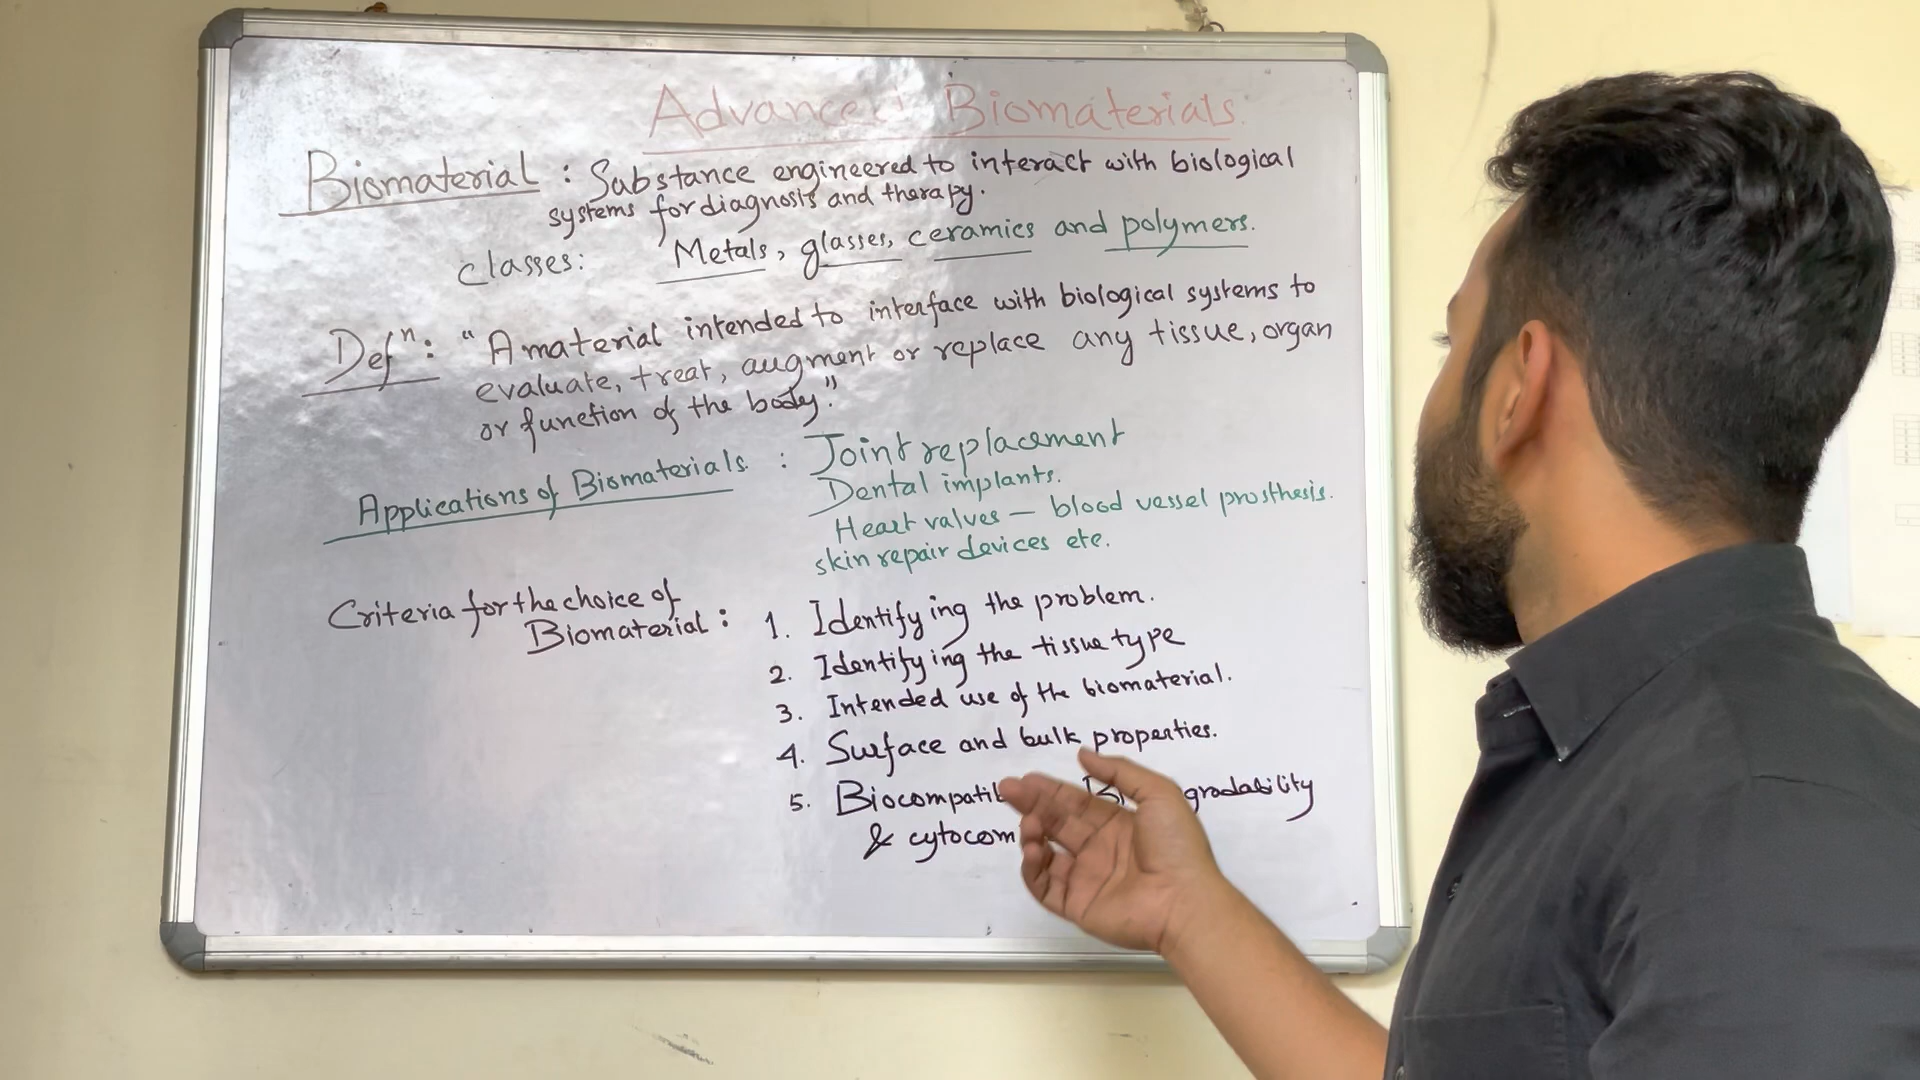 Advanced Biomaterials.
Biomaterial : Substance engineered to interact with biological
systems for diagnosis and therapy.
classes: Metals, glasses, ceramics and polymers.
Defⁿ: "A material intended to interface with biological systems to
evaluate, treat, augment or replace any tissue, organ
or function of the body."
Applications of Biomaterials. : Joint replacement
Dental implants.
Heart valves — blood vessel prosthesis.
skin repair devices etc.
Criteria for the choice of
Biomaterial :
1. Identifying the problem.
2. Identifying the tissue type
3. Intended use of the biomaterial.
4. Surface and bulk properties.
5.
&